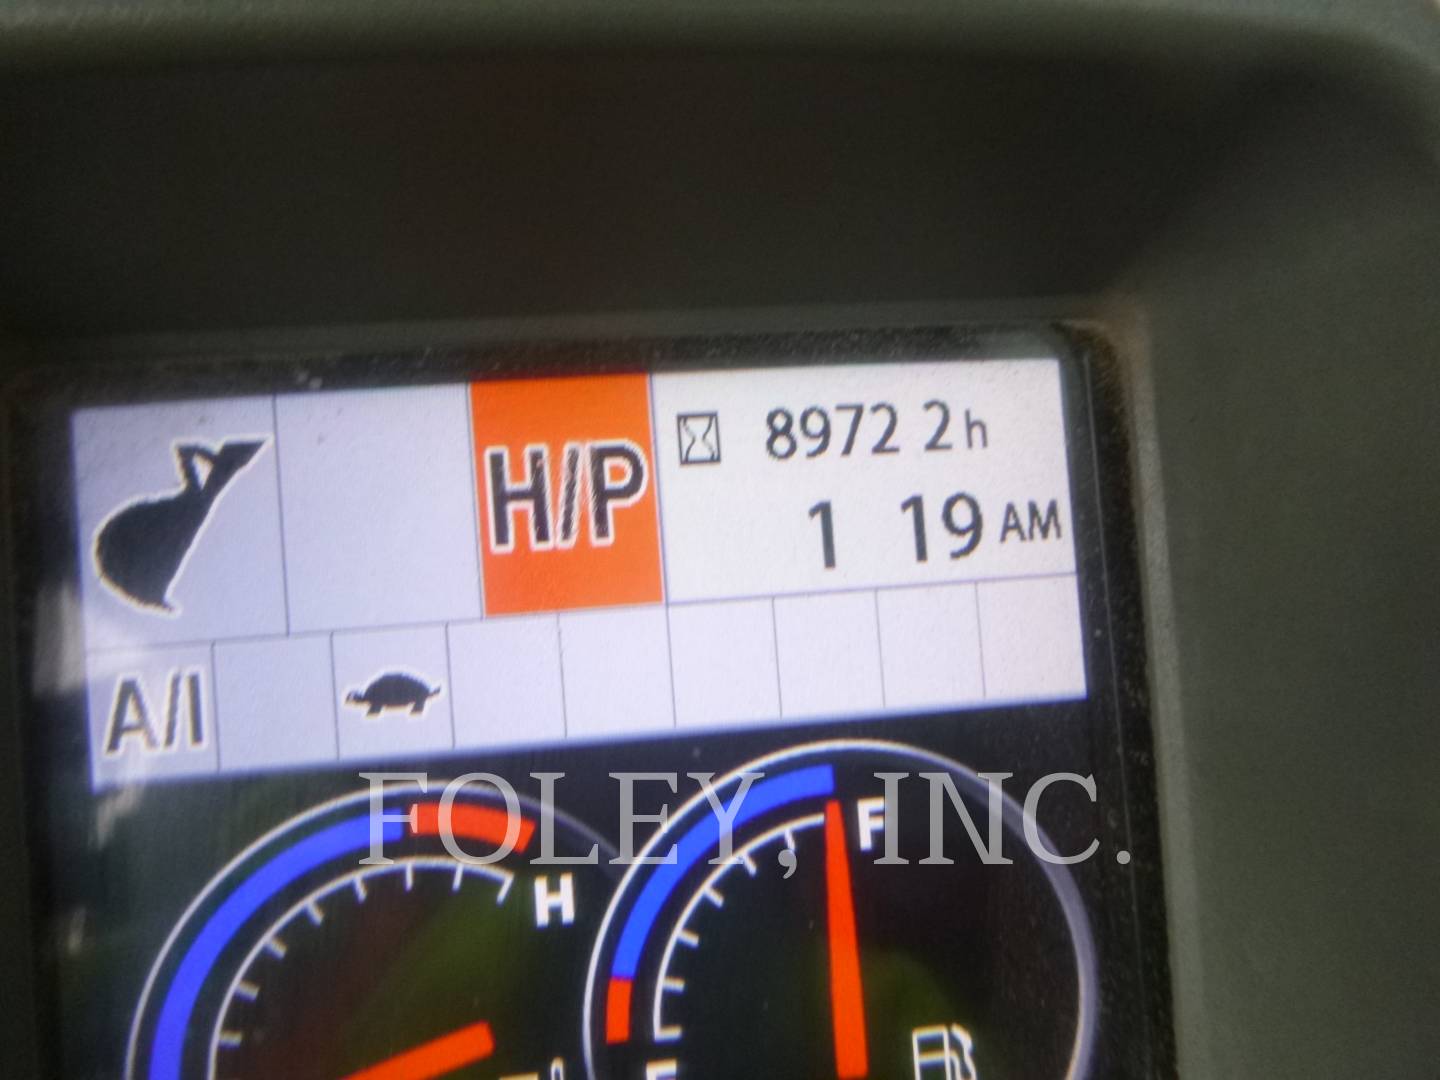 H/P
8972 2h
1 19 AM
A/I
FOLEY, INC.
H
F